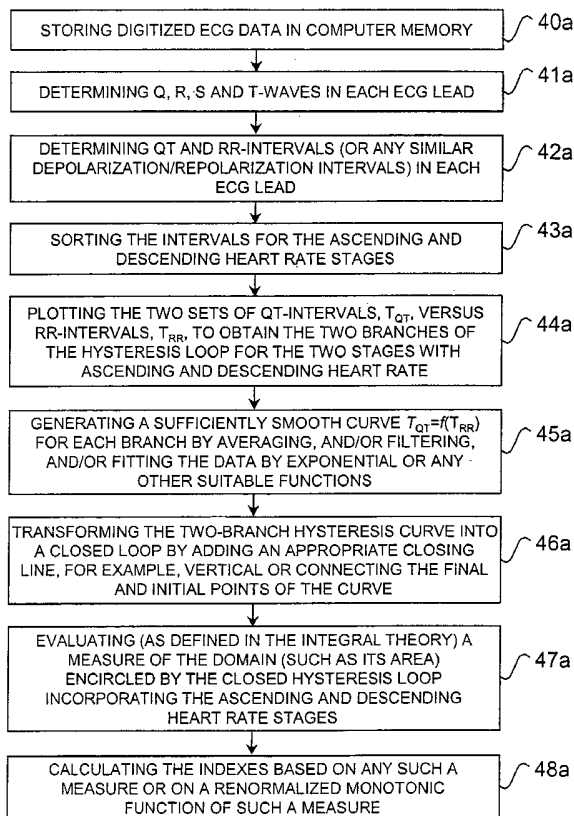 STORING DIGITIZED ECG DATA IN COMPUTER MEMORY
40a
DETERMINING Q, R, S AND T-WAVES IN EACH ECG LEAD
41a
DETERMINING QT AND RR-INTERVALS (OR ANY SIMILAR
DEPOLARIZATION/REPOLARIZATION INTERVALS) IN EACH
ECG LEAD
42a
SORTING THE INTERVALS FOR THE ASCENDING AND
DESCENDING HEART RATE STAGES
43a
PLOTTING THE TWO SETS OF QT-INTERVALS, T_QT, VERSUS
RR-INTERVALS, T_RR, TO OBTAIN THE TWO BRANCHES OF
THE HYSTERESIS LOOP FOR THE TWO STAGES WITH
ASCENDING AND DESCENDING HEART RATE
44a
GENERATING A SUFFICIENTLY SMOOTH CURVE T_QT=f(T_RR)
FOR EACH BRANCH BY AVERAGING, AND/OR FILTERING,
AND/OR FITTING THE DATA BY EXPONENTIAL OR ANY
OTHER SUITABLE FUNCTIONS
45a
TRANSFORMING THE TWO-BRANCH HYSTERESIS CURVE INTO
A CLOSED LOOP BY ADDING AN APPROPRIATE CLOSING
LINE, FOR EXAMPLE, VERTICAL OR CONNECTING THE FINAL
AND INITIAL POINTS OF THE CURVE
46a
EVALUATING (AS DEFINED IN THE INTEGRAL THEORY) A
MEASURE OF THE DOMAIN (SUCH AS ITS AREA)
ENCIRCLED BY THE CLOSED HYSTERESIS LOOP
INCORPORATING THE ASCENDING AND DESCENDING
HEART RATE STAGES
47a
CALCULATING THE INDEXES BASED ON ANY SUCH A
MEASURE OR ON A RENORMALIZED MONOTONIC
FUNCTION OF SUCH A MEASURE
48a